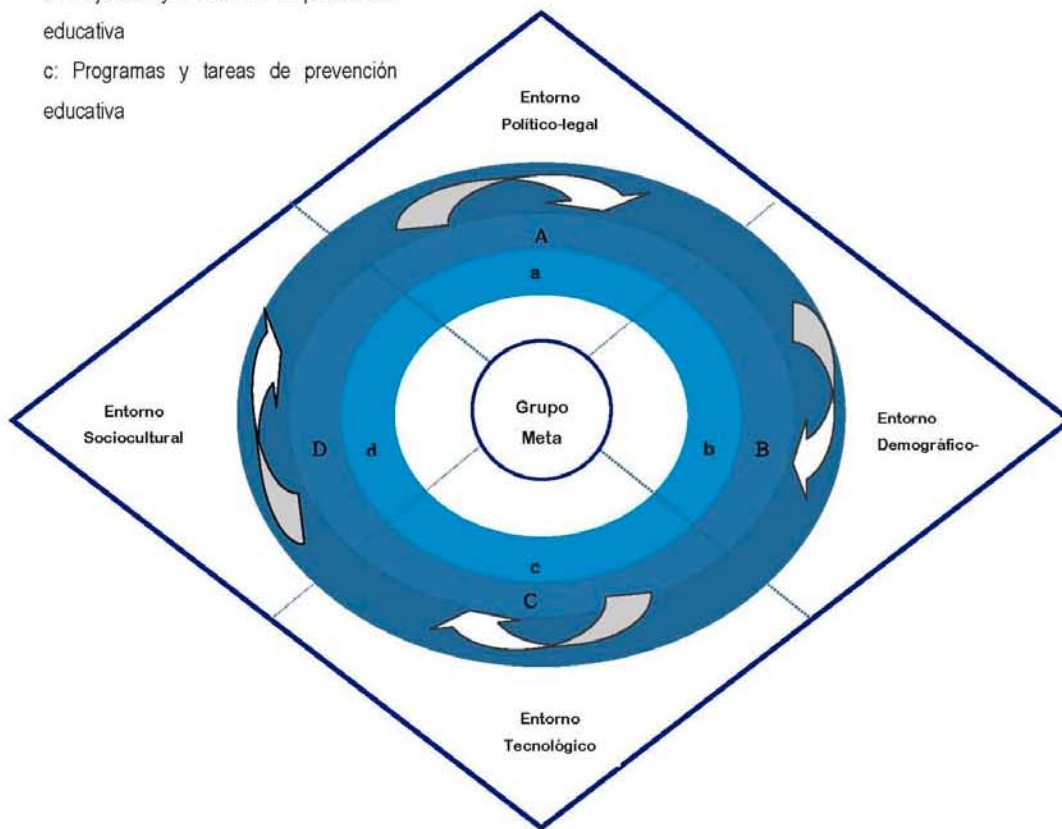 educativa
c: Programas y tareas de prevención
educativa
Entorno
Político-legal
A
a
Entorno
Sociocultural
D
d
Grupo
Meta
b
B
Entorno
Demográfico-
c
C
Entorno
Tecnológico